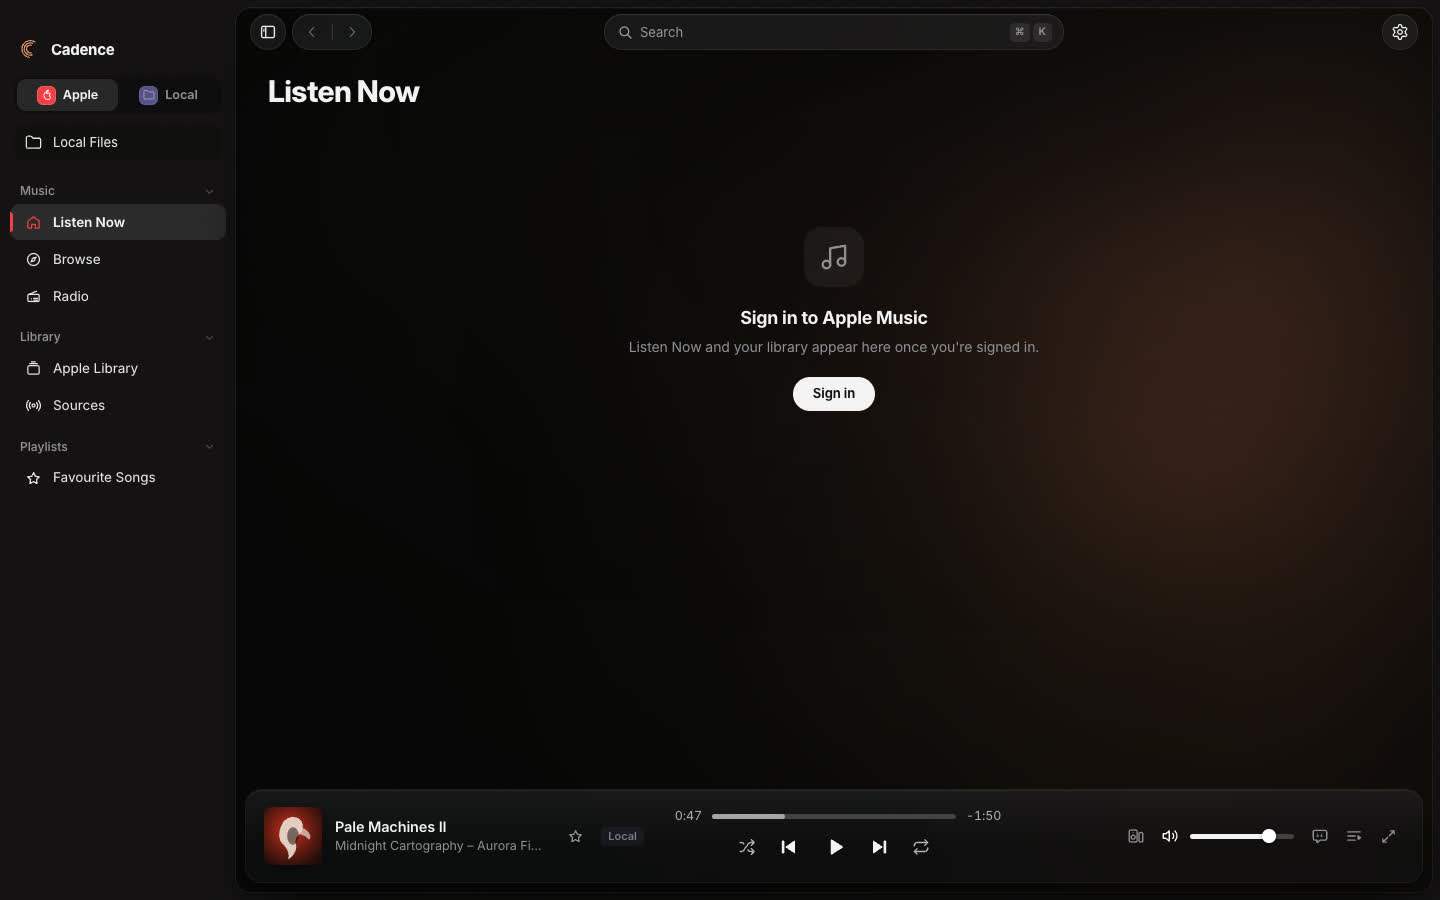 Cadence
Apple
Local
Local Files
Music
Listen Now
Browse
Radio
Library
Apple Library
Sources
Playlists
Favourite Songs
Search
⌘ K
Listen Now
Sign in to Apple Music
Listen Now and your library appear here once you're signed in.
Sign in
Pale Machines II
Midnight Cartography – Aurora Fi...
Local
0:47
-1:50